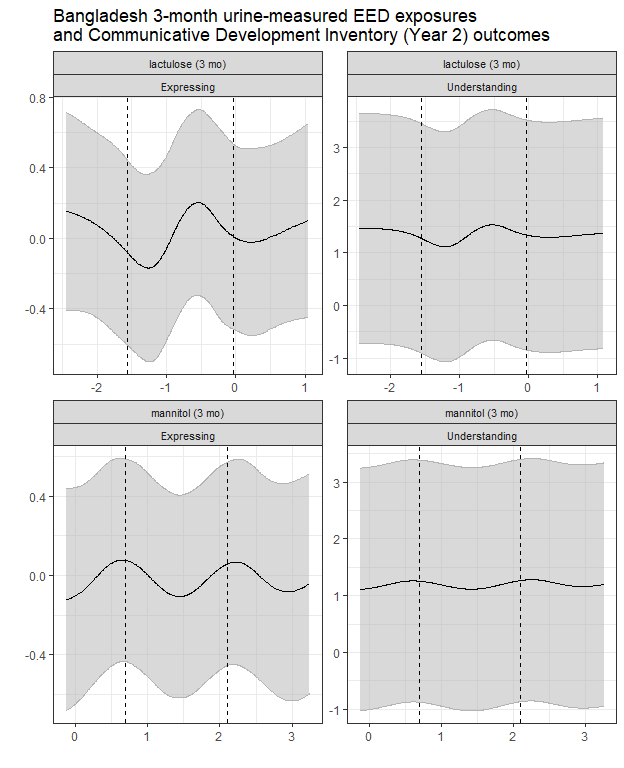 Bangladesh 3-month urine-measured EED exposures
and Communicative Development Inventory (Year 2) outcomes
lactulose (3 mo)
lactulose (3 mo)
Expressing
Understanding
0.8
0.4
0.0
-0.4
3
2
1
0
-1
-2 -1 0 1
-2 -1 0 1
mannitol (3 mo)
mannitol (3 mo)
Expressing
Understanding
0.4
0.0
-0.4
3
2
1
0
-1
0 1 2 3
0 1 2 3